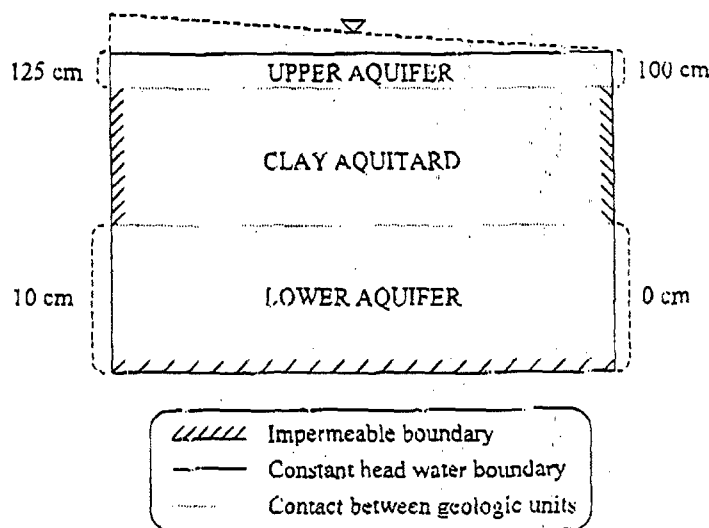 125 cm
UPPER AQUIFER
100 cm
CLAY AQUITARD
10 cm
LOWER AQUIFER
0 cm
Impermeable boundary
Constant head water boundary
Contact between geologic units